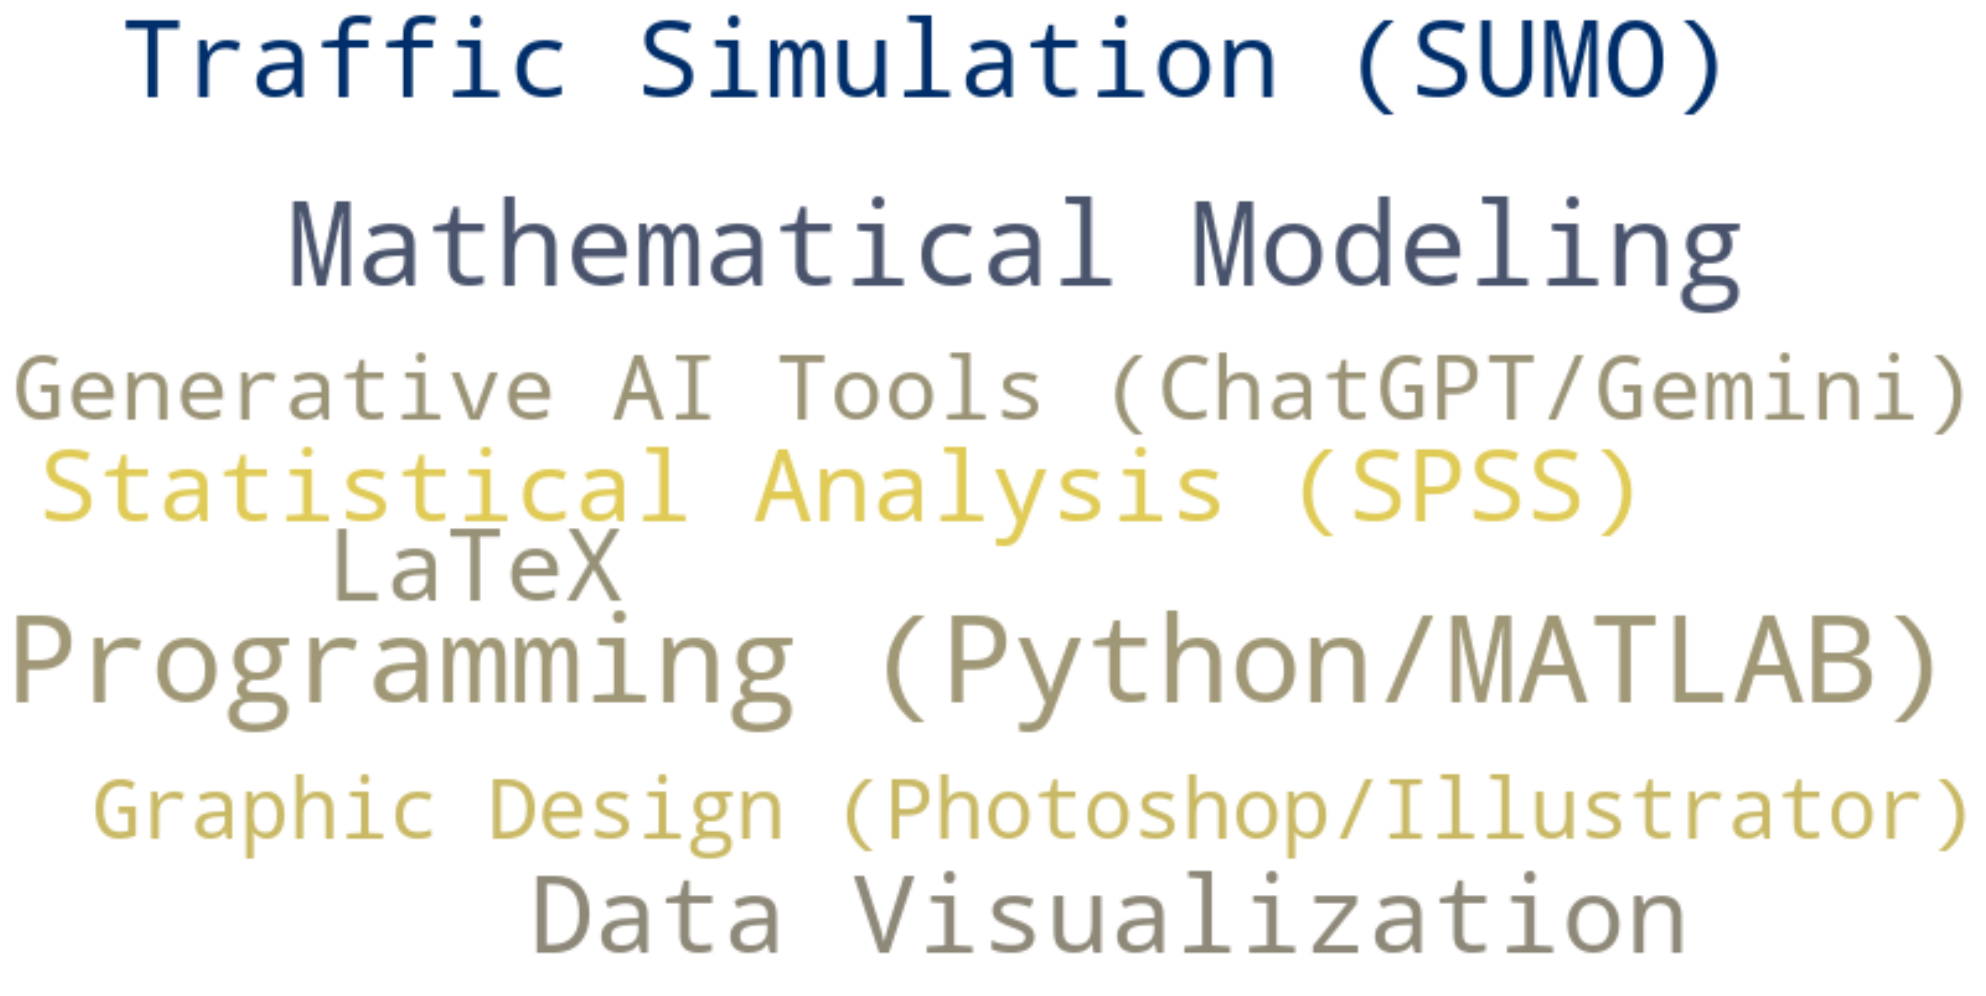 Traffic Simulation (SUMO)
Mathematical Modeling
Generative AI Tools (ChatGPT/Gemini)
Statistical Analysis (SPSS)
LaTeX
Programming (Python/MATLAB)
Graphic Design (Photoshop/Illustrator)
Data Visualization